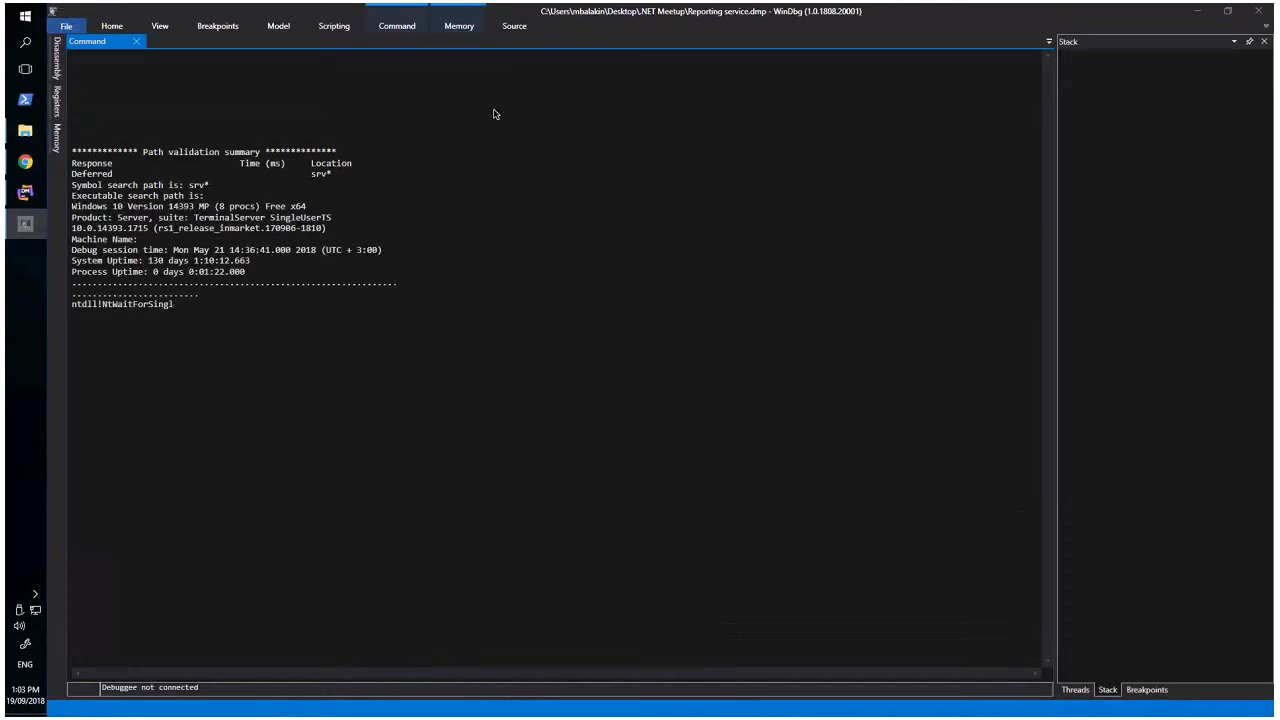 C:\Users\mbalakin\Desktop\.NET Meetup\Reporting service.dmp - WinDbg (1.0.1808.20001)
File Home View Breakpoints Model Scripting Command Memory Source
Command
Stack
Disassembly
Registers
Memory
************* Path validation summary **************
Response Time (ms) Location
Deferred srv*
Symbol search path is: srv*
Executable search path is:
Windows 10 Version 14393 MP (8 procs) Free x64
Product: Server, suite: TerminalServer SingleUserTS
10.0.14393.1715 (rs1_release_inmarket.170906-1810)
Machine Name:
Debug session time: Mon May 21 14:36:41.000 2018 (UTC + 3:00)
System Uptime: 130 days 1:10:12.663
Process Uptime: 0 days 0:01:22.000
................................................................
.........................
ntdll!NtWaitForSingl
Debuggee not connected
Threads Stack Breakpoints
ENG
1:03 PM
19/09/2018